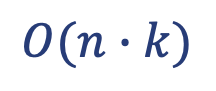 O(n · k)